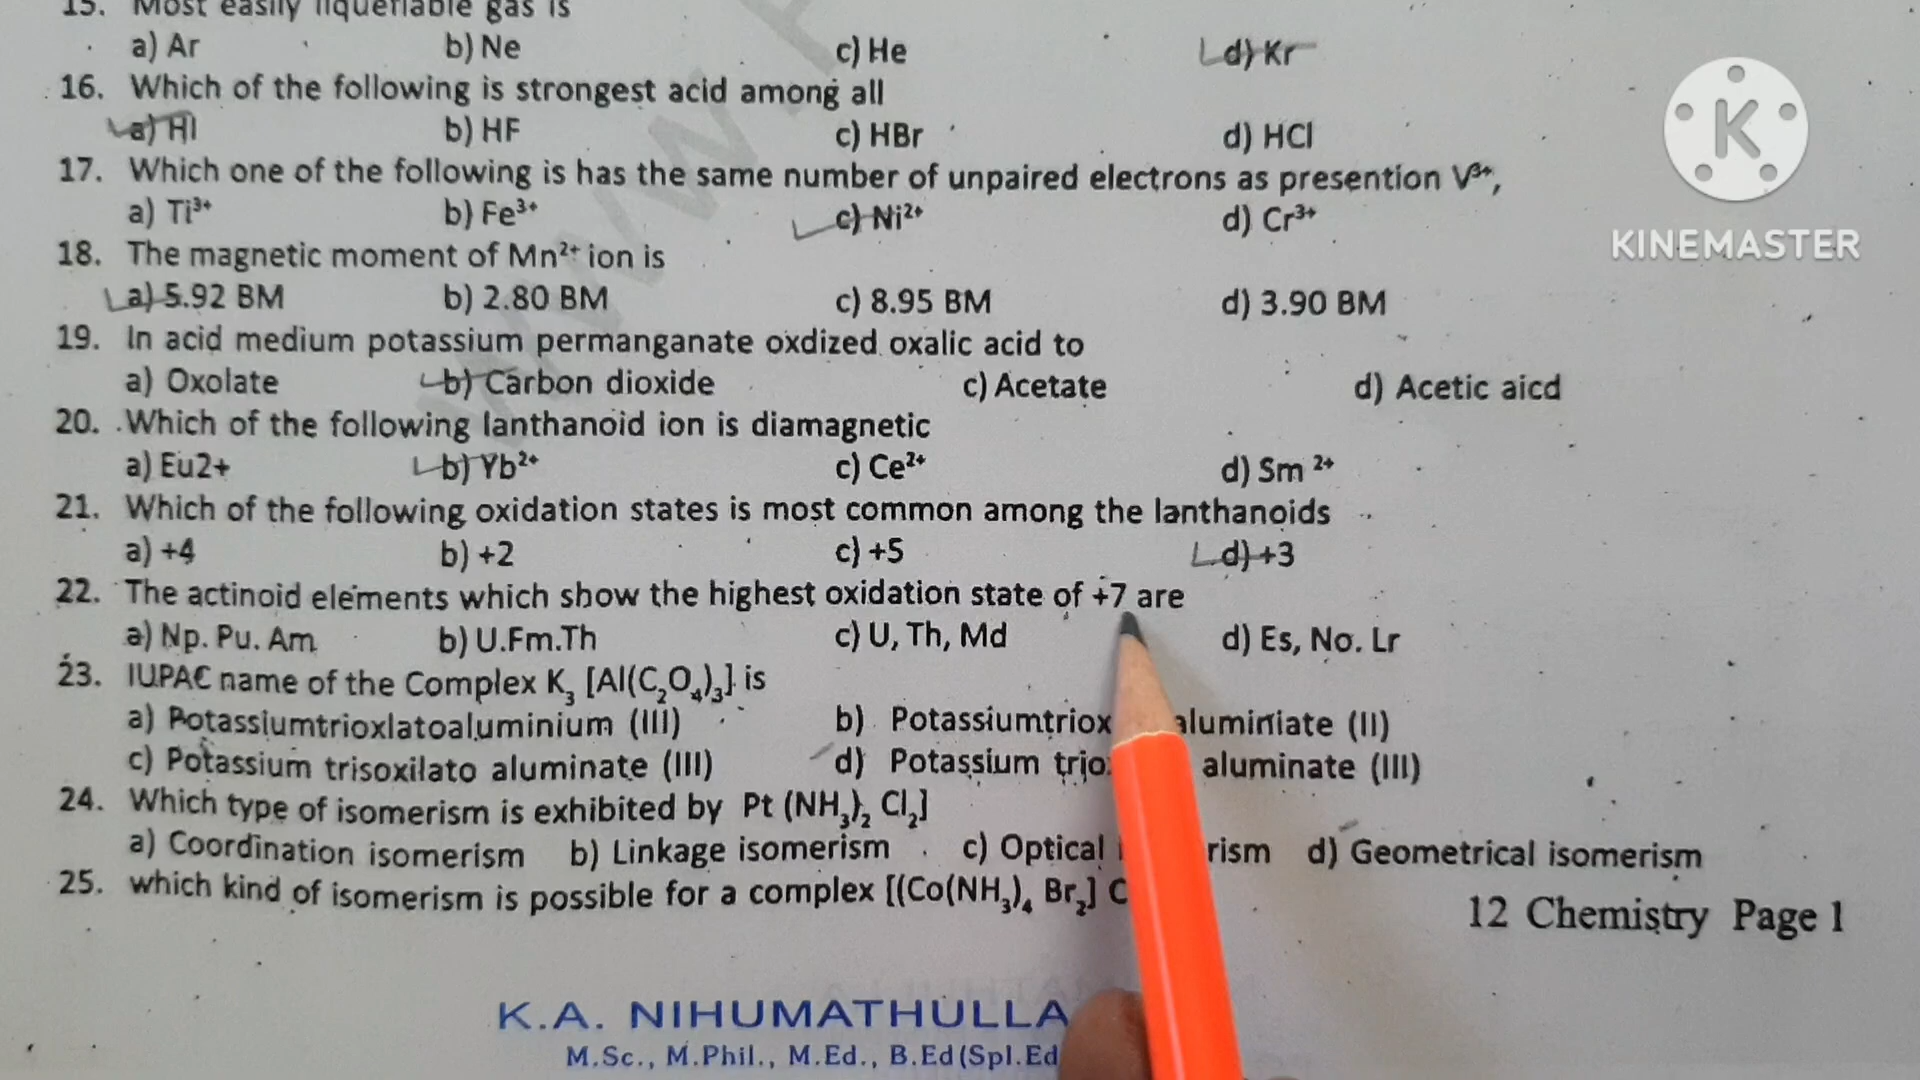 15. Most easily liquefiable gas is
a) Ar b) Ne c) He d) Kr
16. Which of the following is strongest acid among all
a) HI b) HF c) HBr d) HCl
17. Which one of the following is has the same number of unpaired electrons as presention V³⁺,
a) Ti³⁺ b) Fe³⁺ c) Ni²⁺ d) Cr³⁺
18. The magnetic moment of Mn²⁺ ion is
a) 5.92 BM b) 2.80 BM c) 8.95 BM d) 3.90 BM
19. In acid medium potassium permanganate oxdized oxalic acid to
a) Oxolate b) Carbon dioxide c) Acetate d) Acetic aicd
20. Which of the following lanthanoid ion is diamagnetic
a) Eu2+ b) Yb²⁺ c) Ce²⁺ d) Sm ²⁺
21. Which of the following oxidation states is most common among the lanthanoids
a) +4 b) +2 c) +5 d) +3
22. The actinoid elements which show the highest oxidation state of +7 are
a) Np. Pu. Am b) U.Fm.Th c) U, Th, Md d) Es, No. Lr
23. IUPAC name of the Complex K₃ [Al(C₂O₄)₃] is
a) Potassiumtrioxlatoaluminium (III) b) Potassiumtriox aluminiate (II)
c) Potassium trisoxilato aluminate (III) d) Potassium trio aluminate (III)
24. Which type of isomerism is exhibited by Pt (NH₃)₂ Cl₂]
a) Coordination isomerism b) Linkage isomerism c) Optical rism d) Geometrical isomerism
25. which kind of isomerism is possible for a complex [(Co(NH₃)₄ Br₂] C
12 Chemistry Page 1
K.A. NIHUMATHULLA
M.Sc., M.Phil., M.Ed., B.Ed(Spl.Ed
K
KINEMASTER